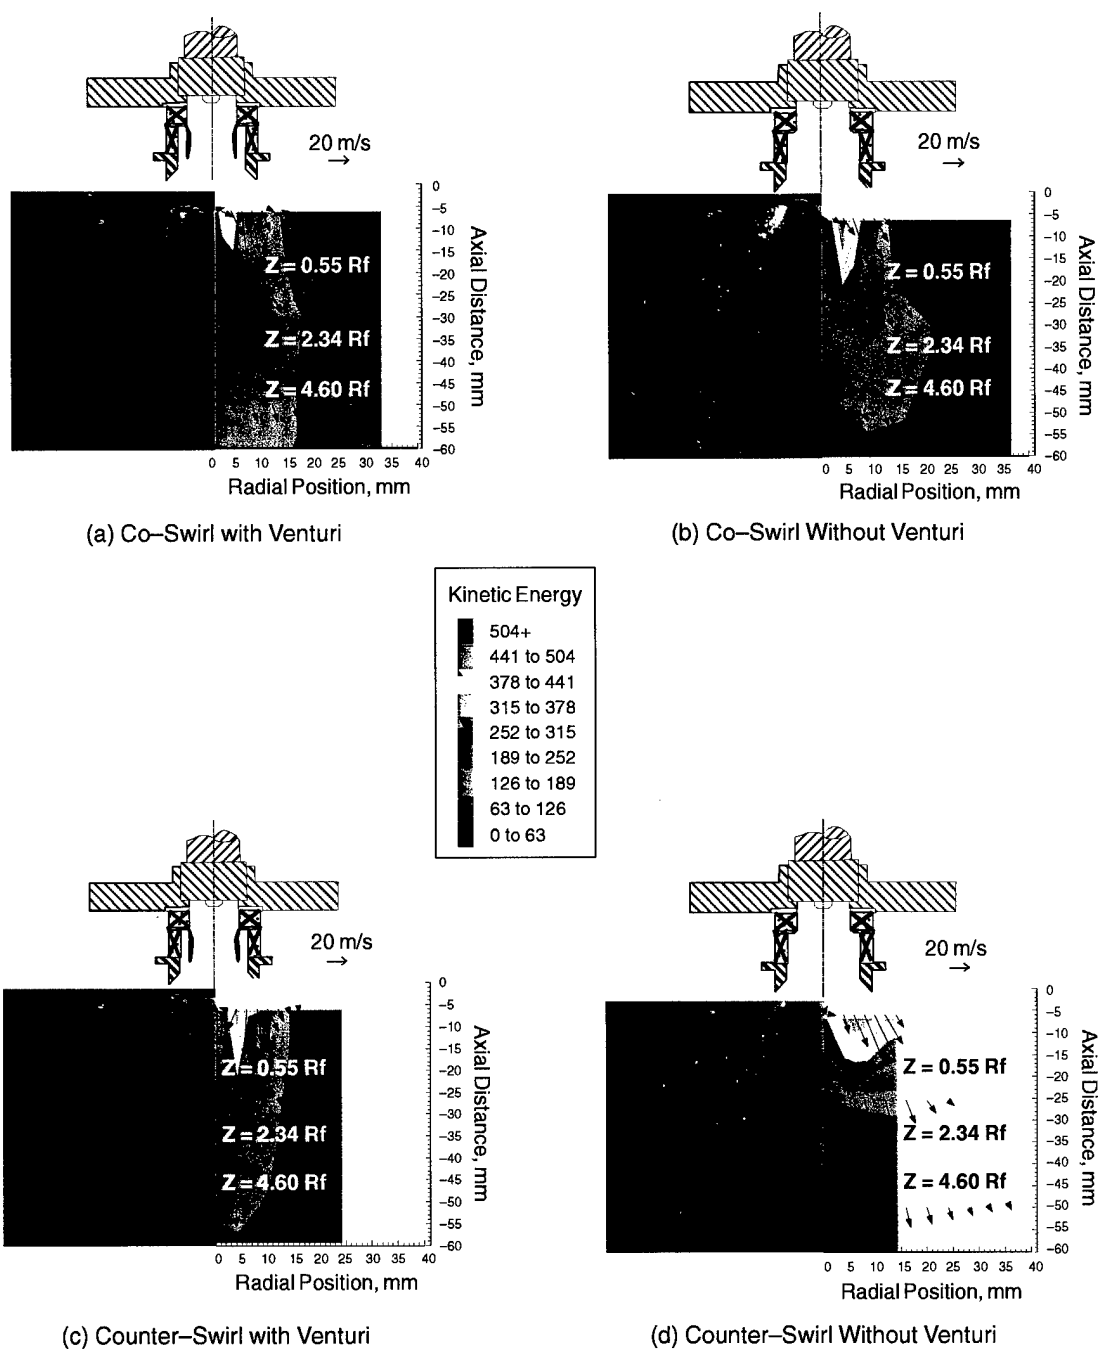 20 m/s
0
−5
−10
−15
−20
−25
−30
−35
−40
−45
−50
−55
−60
Axial Distance, mm
Z = 0.55 Rf
Z = 2.34 Rf
Z = 4.60 Rf
0 5 10 15 20 25 30 35 40
Radial Position, mm
(a) Co–Swirl with Venturi
20 m/s
0
−5
−10
−15
−20
−25
−30
−35
−40
−45
−50
−55
−60
Axial Distance, mm
Z = 0.55 Rf
Z = 2.34 Rf
Z = 4.60 Rf
0 5 10 15 20 25 30 35 40
Radial Position, mm
(b) Co–Swirl Without Venturi
Kinetic Energy
504+
441 to 504
378 to 441
315 to 378
252 to 315
189 to 252
126 to 189
63 to 126
0 to 63
20 m/s
0
−5
−10
−15
−20
−25
−30
−35
−40
−45
−50
−55
−60
Axial Distance, mm
Z = 0.55 Rf
Z = 2.34 Rf
Z = 4.60 Rf
0 5 10 15 20 25 30 35 40
Radial Position, mm
(c) Counter–Swirl with Venturi
20 m/s
0
−5
−10
−15
−20
−25
−30
−35
−40
−45
−50
−55
−60
Axial Distance, mm
Z = 0.55 Rf
Z = 2.34 Rf
Z = 4.60 Rf
0 5 10 15 20 25 30 35 40
Radial Position, mm
(d) Counter–Swirl Without Venturi